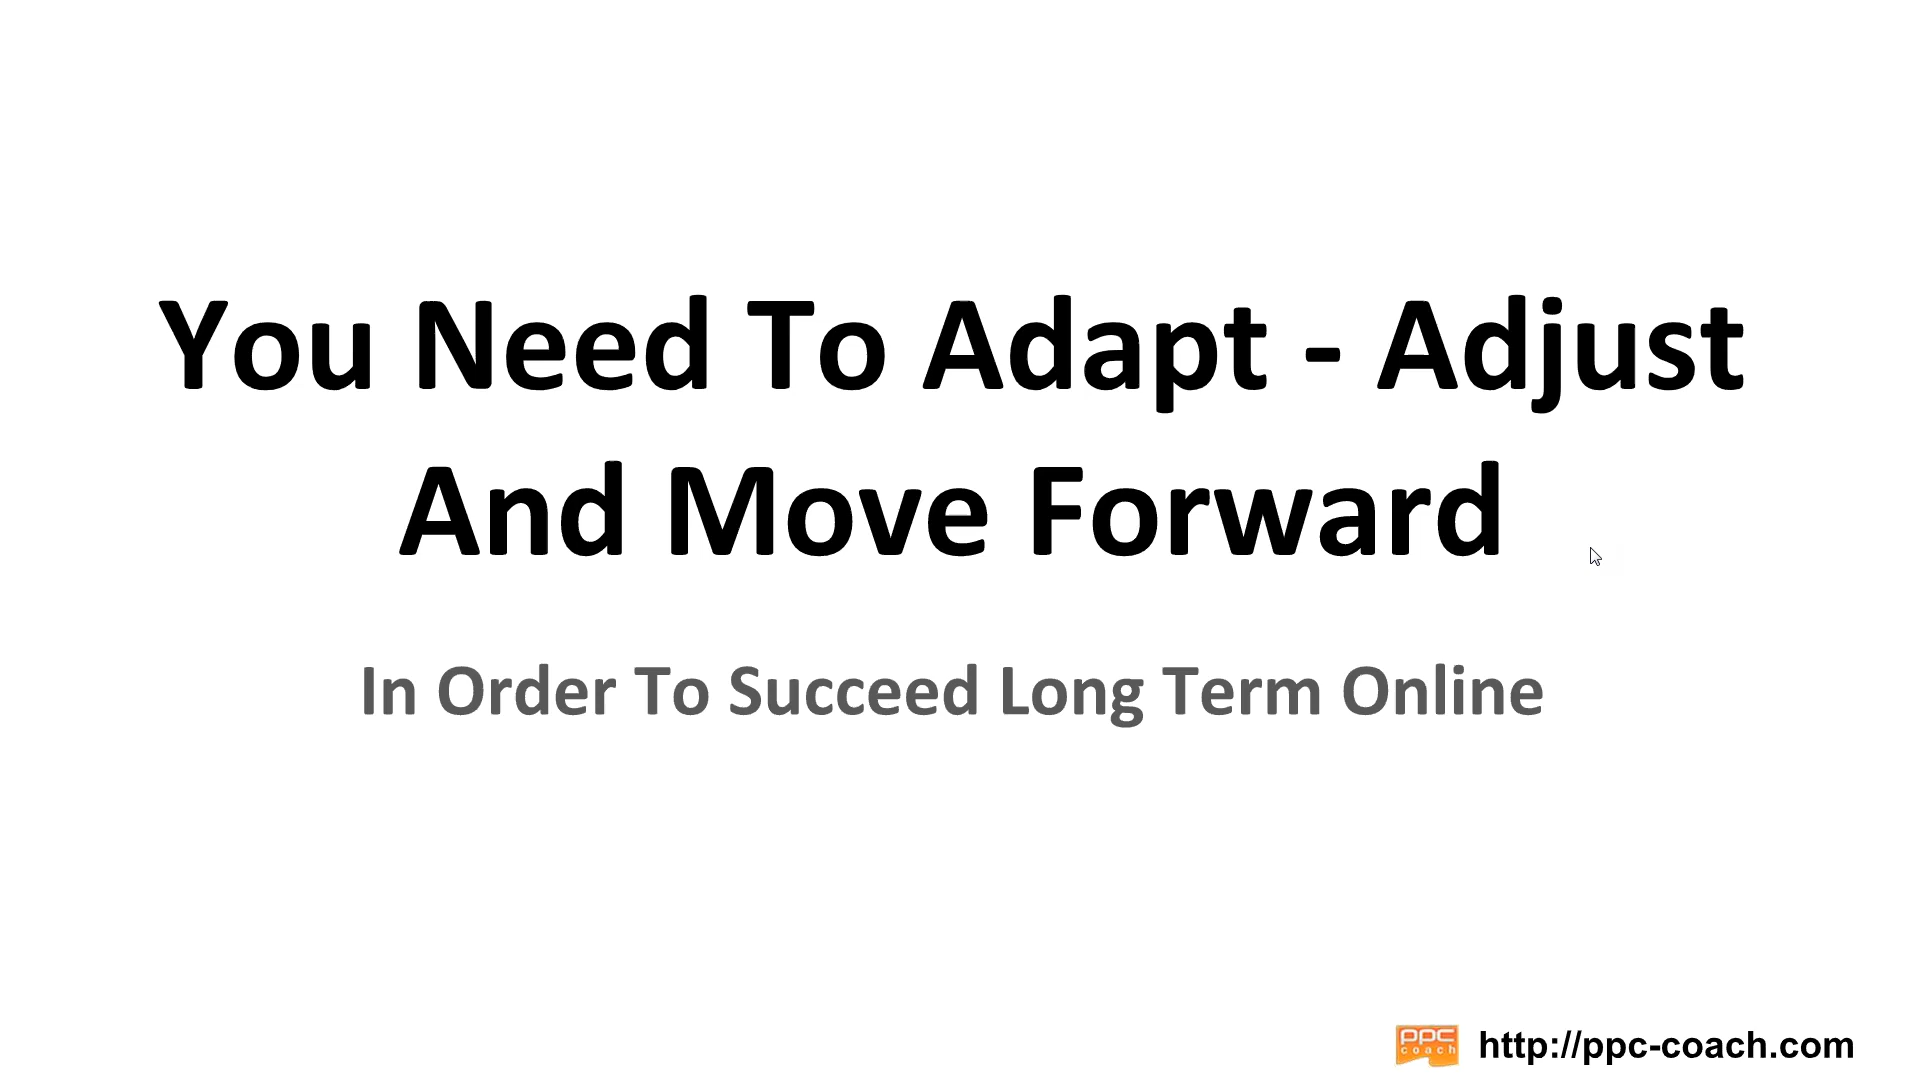 You Need To Adapt - Adjust
And Move Forward
In Order To Succeed Long Term Online
ppc
coach
http://ppc-coach.com